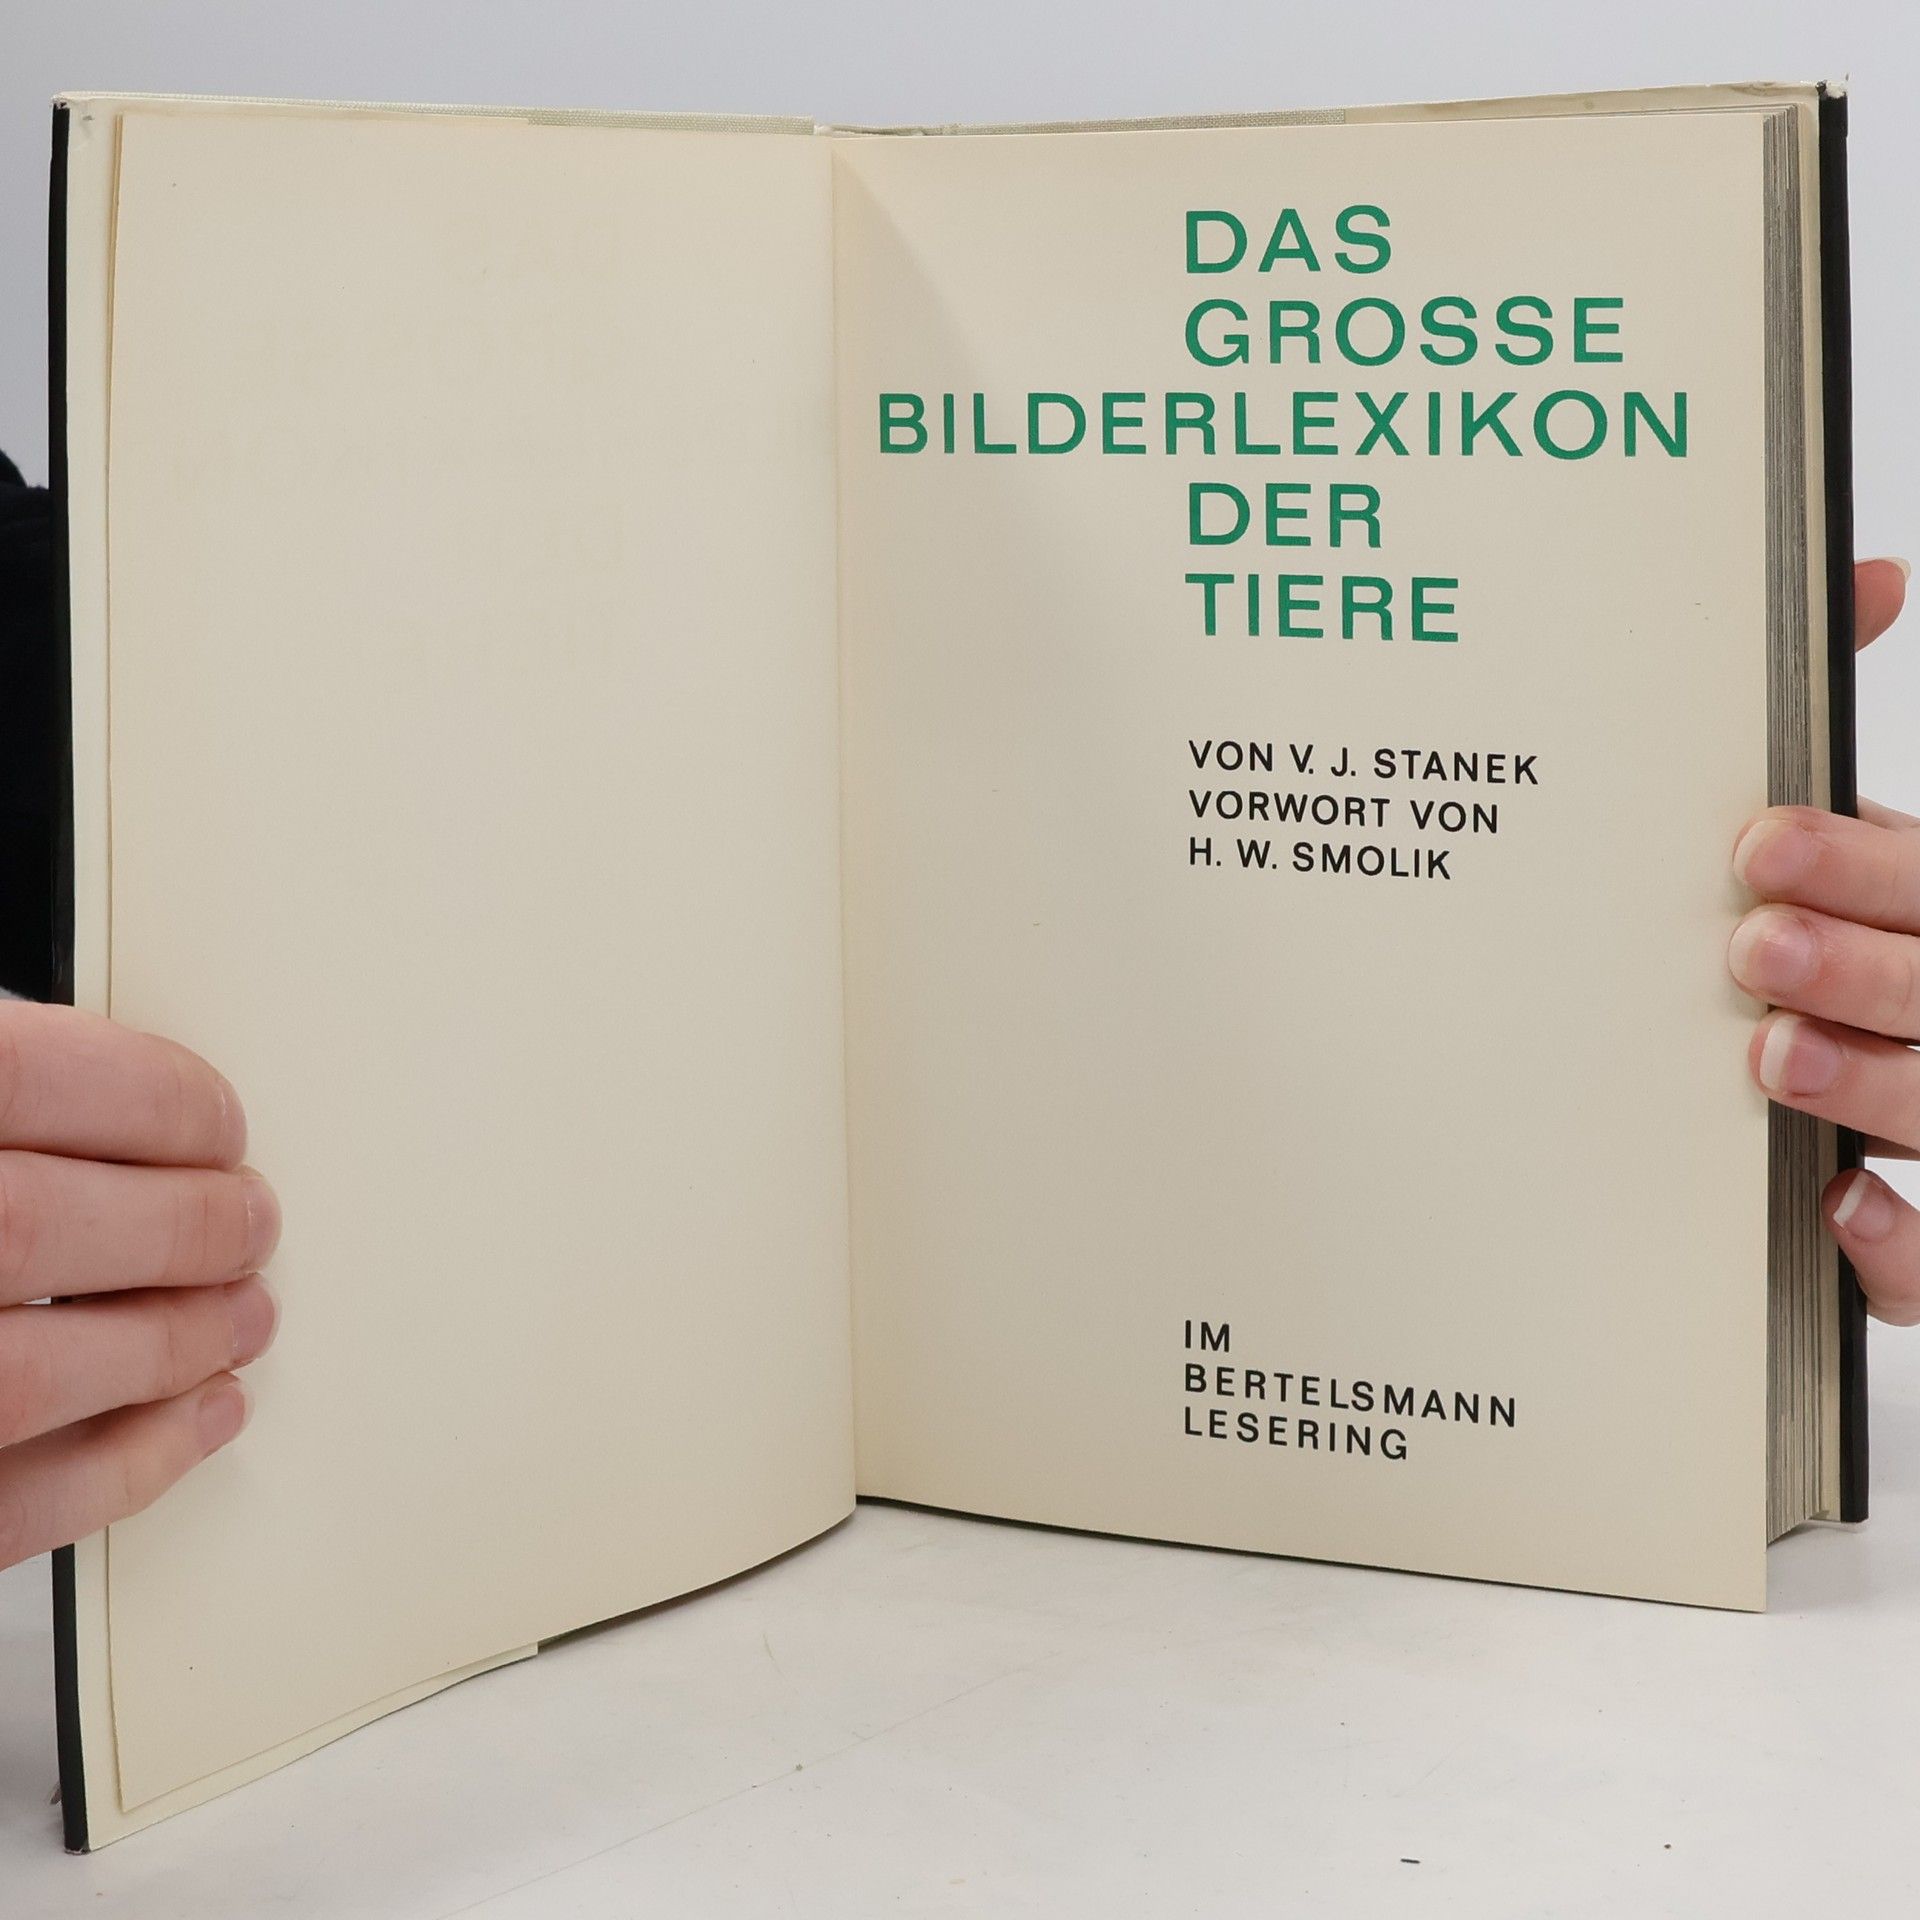 DAS
GROSSE
BILDERLEXIKON
DER
TIERE
VON V. J. STANEK
VORWORT VON
H. W. SMOLIK
IM
BERTELSMANN
LESERING